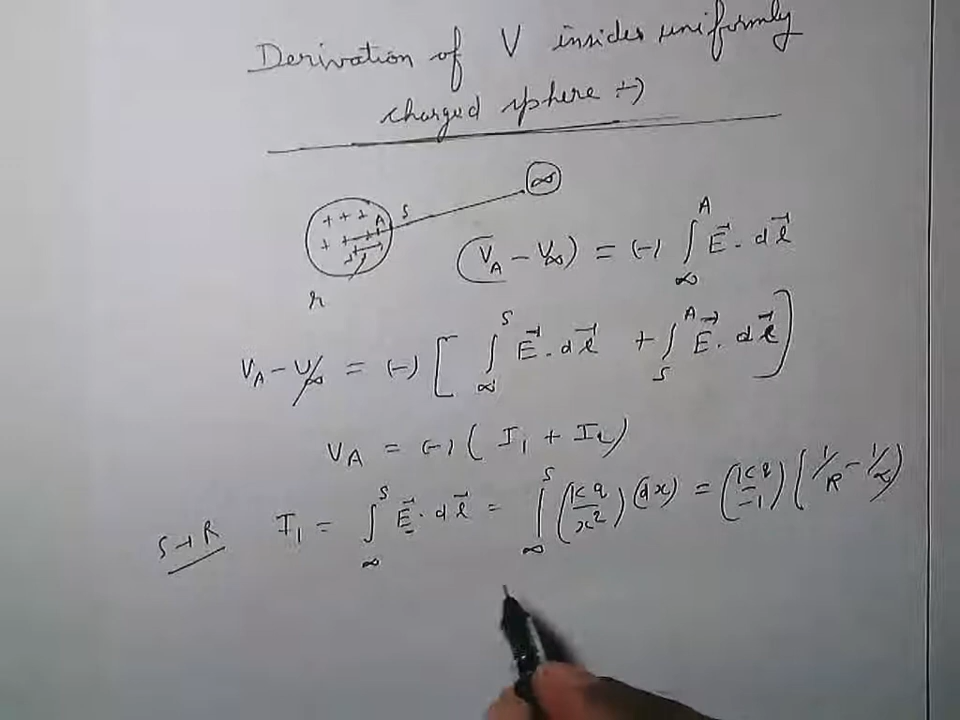 Derivation of V insides uniformly
charged sphere :-)
∞
+ + + A S
+
r
(V_A - V_∞) = (-) ∫_∞^A E⃗ . dl⃗
V_A - V_∞ = (-) [ ∫_∞^S E⃗ . dl⃗ + ∫_S^A E⃗ . dl⃗ ]
V_A = (-) ( I_1 + I_2 )
S→R I_1 = ∫_∞^S E⃗ . dl⃗ = ∫_∞^S (kq/x²) (dx) = (kq/-1) (1/R - 1/∞)